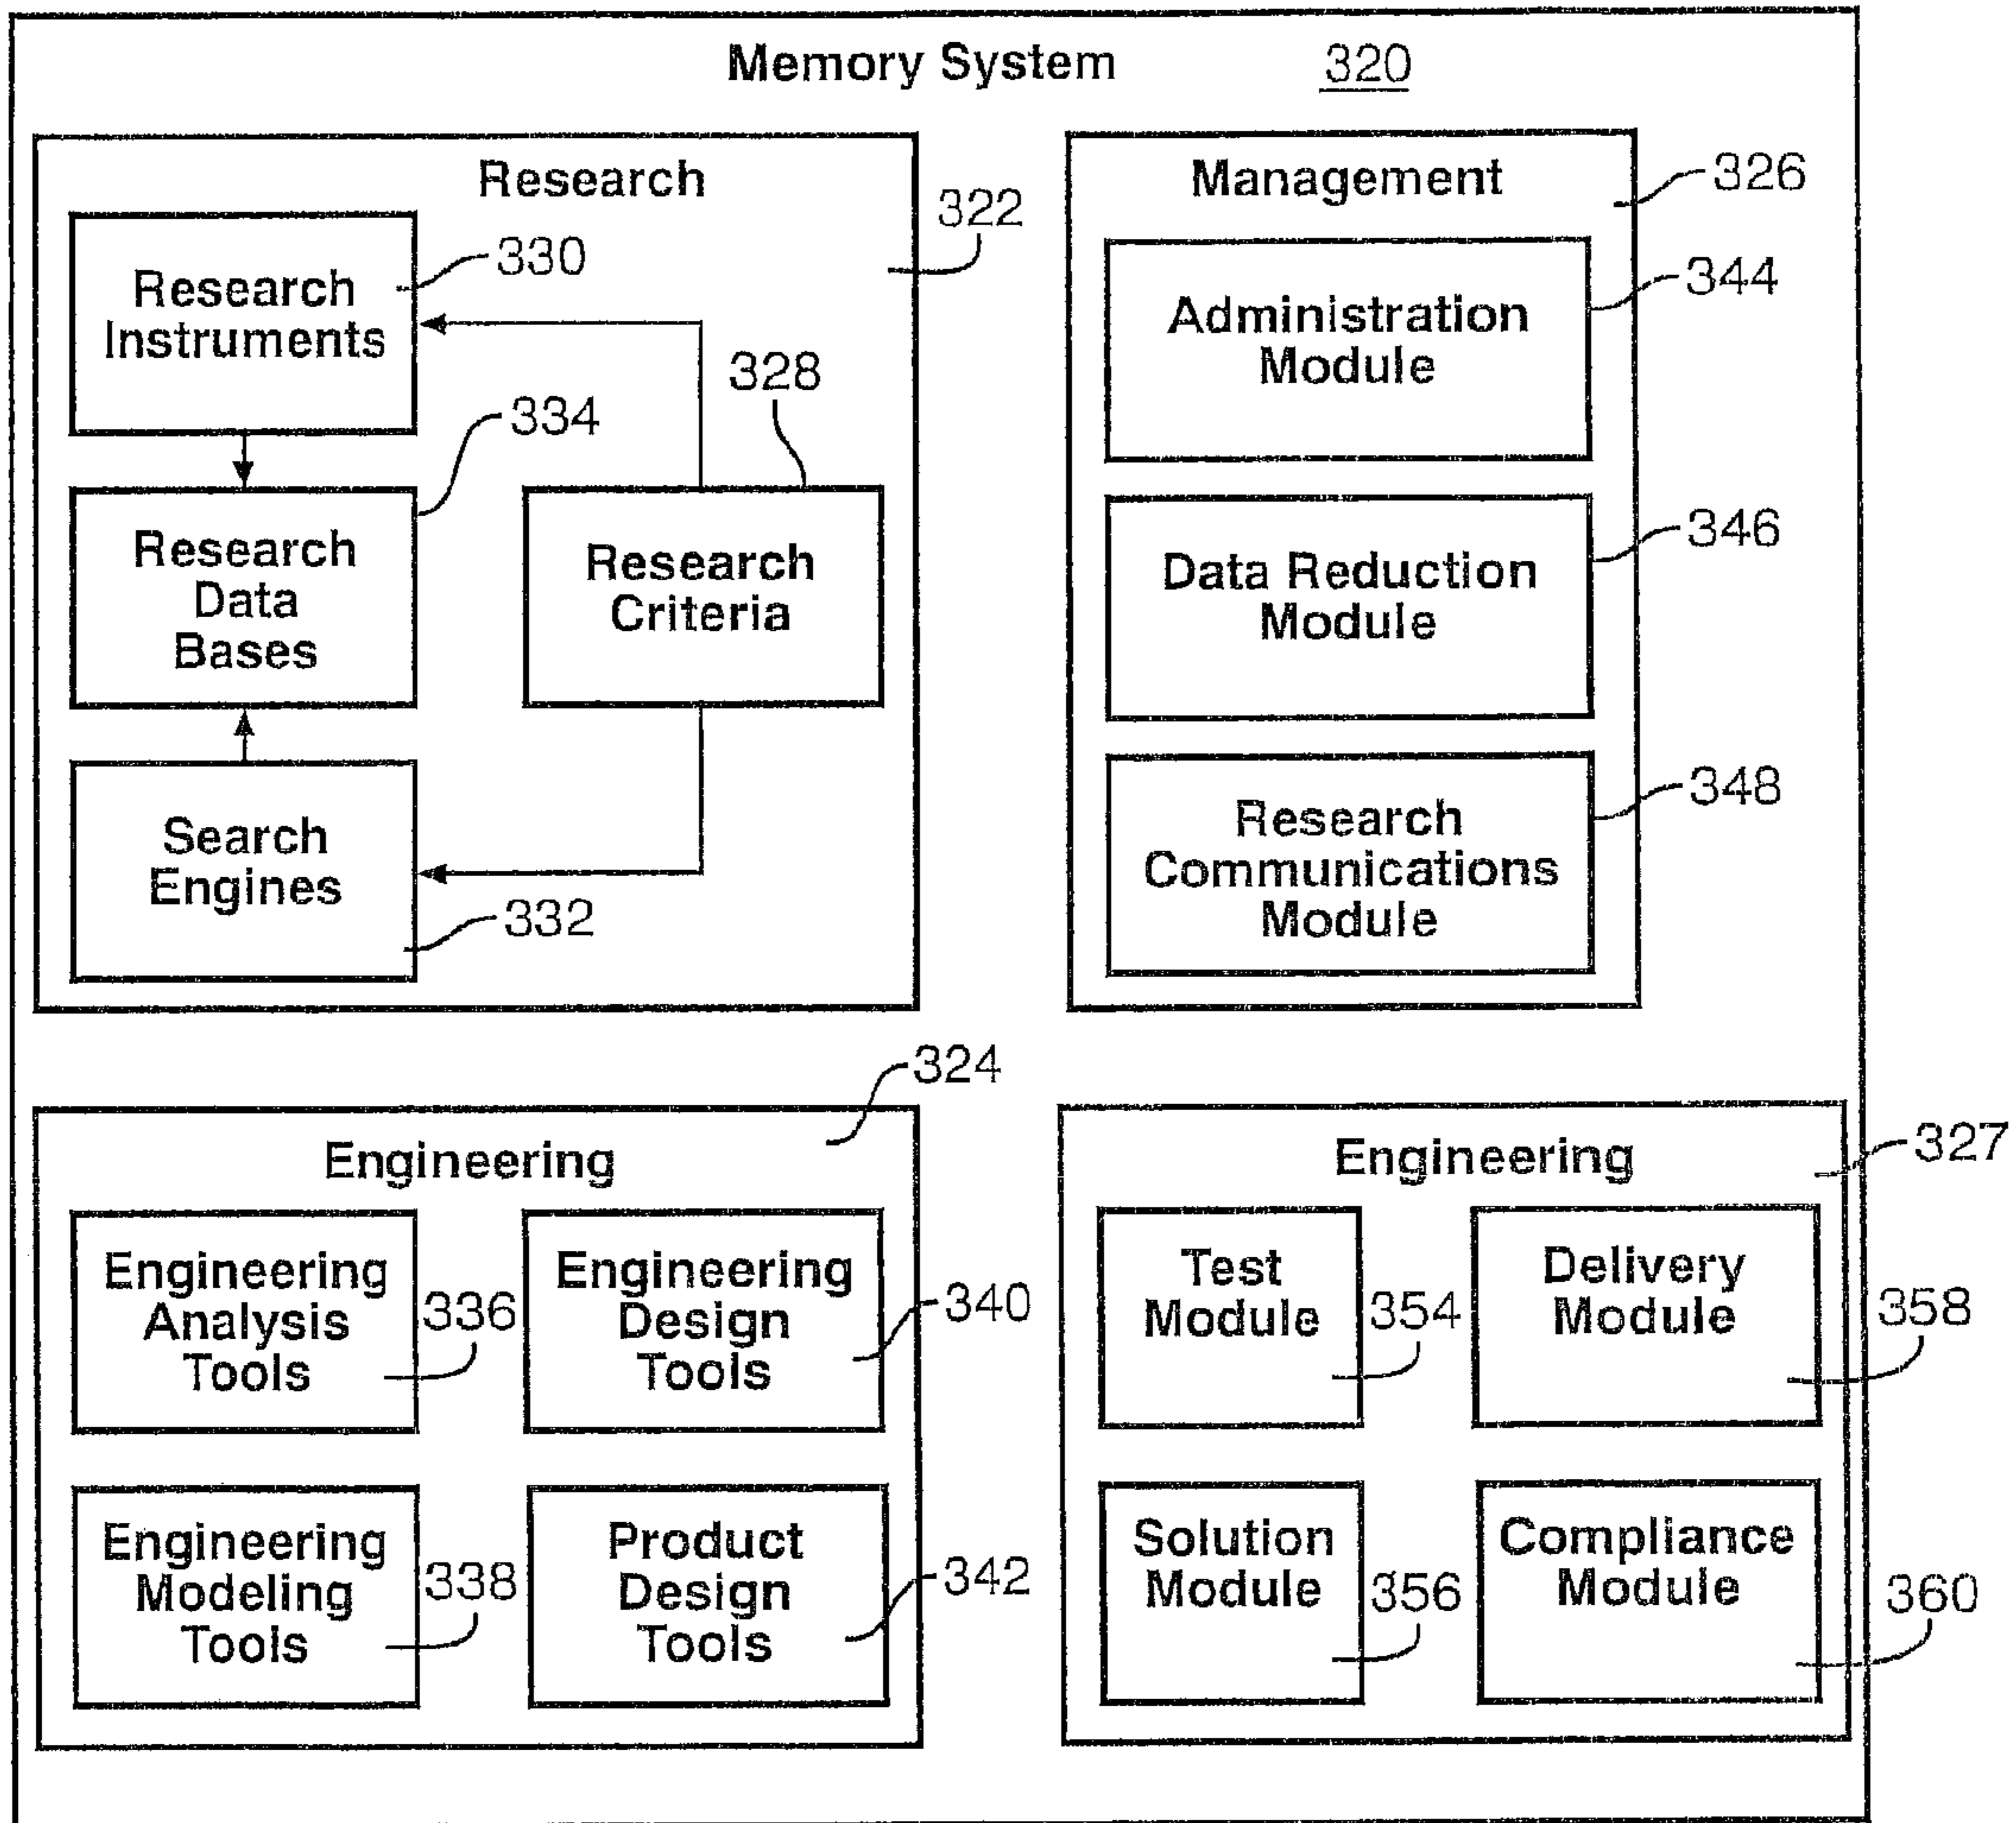 Memory System 320
Research
322
Research
Instruments
330
334
328
Research
Data
Bases
Research
Criteria
Search
Engines
332
Management
326
Administration
Module
344
Data Reduction
Module
346
Research
Communications
Module
348
324
Engineering
Engineering
Analysis
Tools
336
Engineering
Design
Tools
340
Engineering
Modeling
Tools
338
Product
Design
Tools
342
Engineering
327
Test
Module
354
Delivery
Module
358
Solution
Module
356
Compliance
Module
360